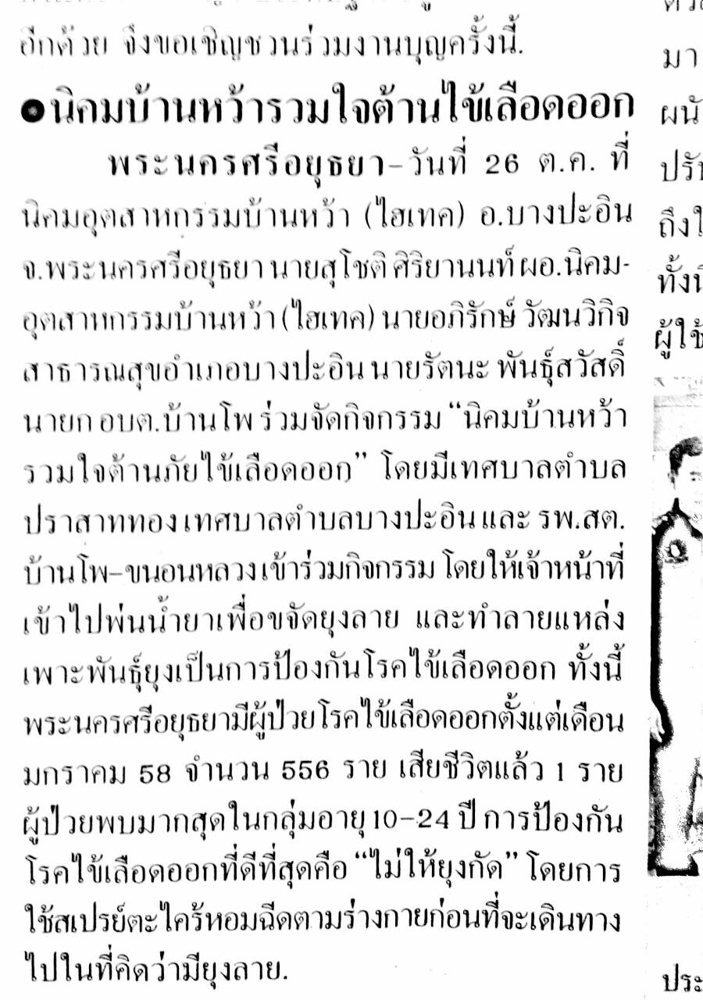 อีกด้วย จึงขอเชิญชวนร่วมงานบุญครั้งนี้.
●นิคมบ้านหว้ารวมใจต้านไข้เลือดออก
พระนครศรีอยุธยา-วันที่ 26 ต.ค. ที่
นิคมอุตสาหกรรมบ้านหว้า (ไฮเทค) อ.บางปะอิน
จ.พระนครศรีอยุธยา นายสุโชติ ศิริยานนท์ ผอ.นิคม-
อุตสาหกรรมบ้านหว้า (ไฮเทค) นายอภิรักษ์ วัฒนวิกิจ
สาธารณสุขอำเภอบางปะอิน นายรัตนะ พันธุ์สวัสดิ์
นายก อบต.บ้านโพ ร่วมจัดกิจกรรม “นิคมบ้านหว้า
รวมใจต้านภัยไข้เลือดออก” โดยมีเทศบาลตำบล
ปราสาททอง เทศบาลตำบลบางปะอิน และ รพ.สต.
บ้านโพ-ขนอนหลวง เข้าร่วมกิจกรรม โดยให้เจ้าหน้าที่
เข้าไปพ่นน้ำยาเพื่อขจัดยุงลาย และทำลายแหล่ง
เพาะพันธุ์ยุงเป็นการป้องกันโรคไข้เลือดออก ทั้งนี้
พระนครศรีอยุธยามีผู้ป่วยโรคไข้เลือดออกตั้งแต่เดือน
มกราคม 58 จำนวน 556 ราย เสียชีวิตแล้ว 1 ราย
ผู้ป่วยพบมากสุดในกลุ่มอายุ 10-24 ปี การป้องกัน
โรคไข้เลือดออกที่ดีที่สุดคือ “ไม่ให้ยุงกัด” โดยการ
ใช้สเปรย์ตะไคร้หอมฉีดตามร่างกายก่อนที่จะเดินทาง
ไปในที่คิดว่ามียุงลาย.
มา
ถึง
ผู้ใช้
ประ